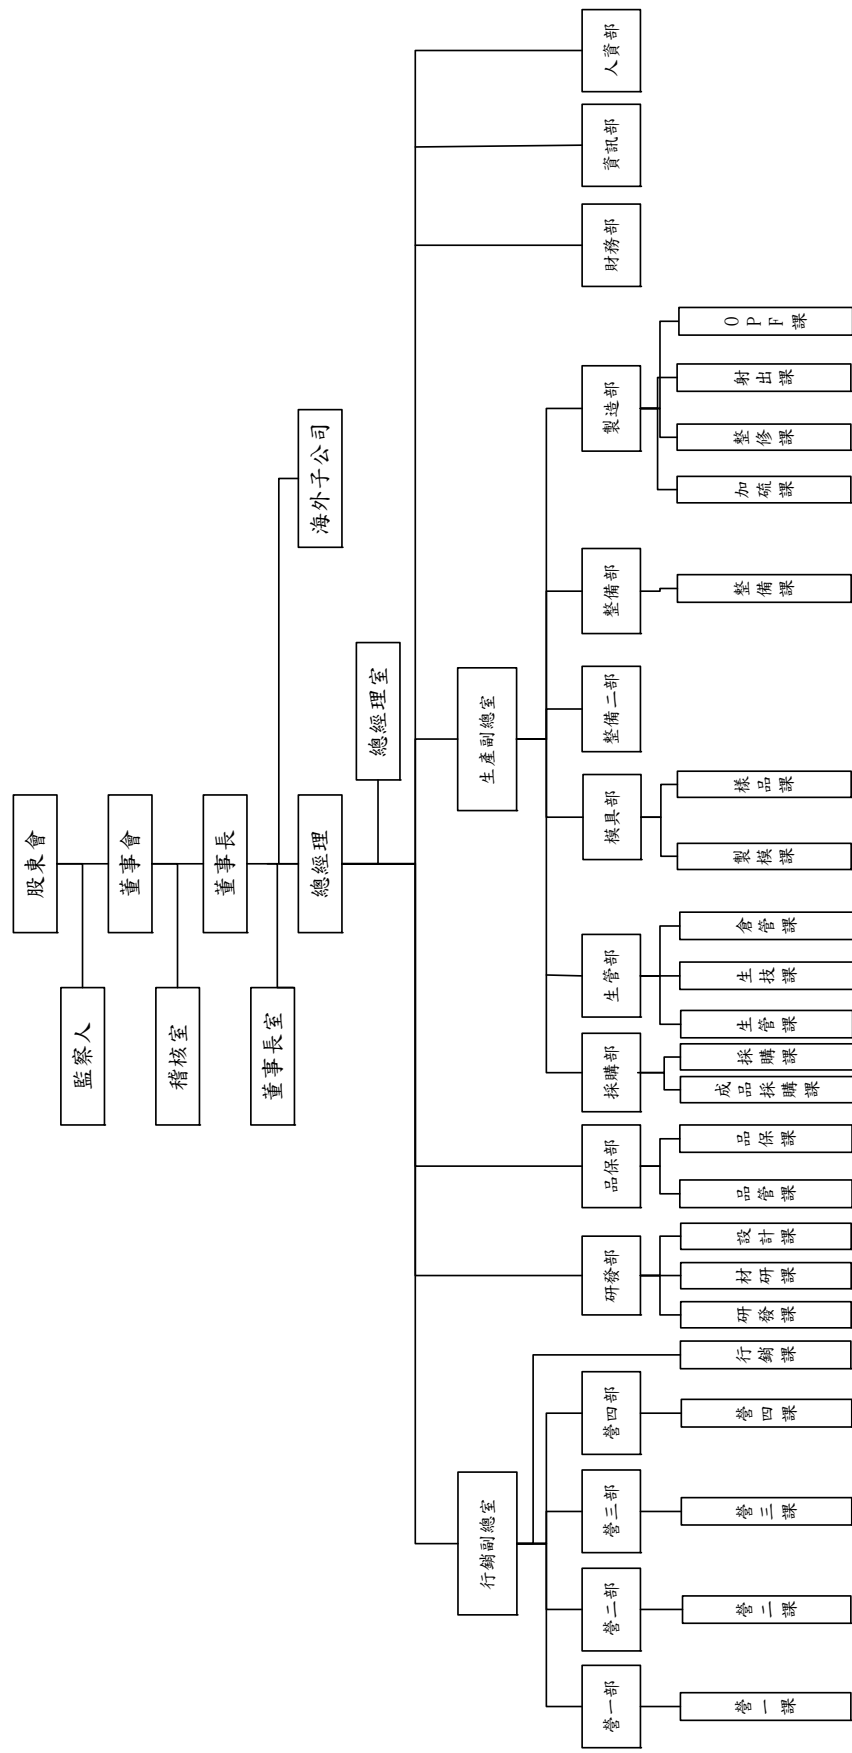 股東會
監察人
董事會
稽核室
董事長
董事長室
海外子公司
總經理
總經理室
行銷副總室
生產副總室
營一部
營二部
營三部
營四部
研發部
品保部
採購部
生管部
模具部
整備二部
整備部
製造部
財務部
資訊部
人資部
營一課
營二課
營三課
營四課
行銷課
研發課
材研課
設計課
品管課
品保課
成品採購課
採購課
生管課
生技課
倉管課
製模課
樣品課
整備課
加硫課
整修課
射出課
OPF課